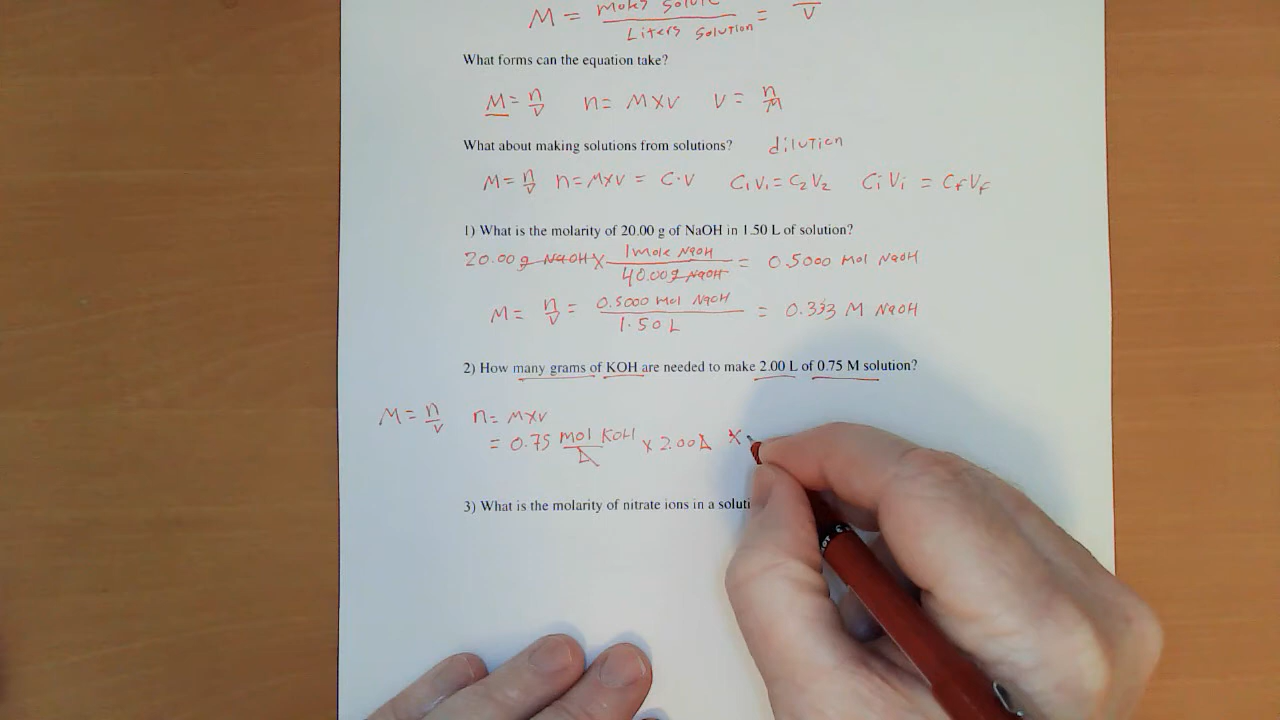 M = moles solute / Liters solution = / V
What forms can the equation take?
M = n/V n = M×V V = n/M
What about making solutions from solutions? dilution
M = n/V n = M×V = C·V C₁V₁ = C₂V₂ CᵢVᵢ = C_fV_f
1) What is the molarity of 20.00 g of NaOH in 1.50 L of solution?
20.00 g NaOH × 1 mole NaOH / 40.00 g NaOH = 0.5000 mol NaOH
M = n/V = 0.5000 mol NaOH / 1.50 L = 0.333 M NaOH
2) How many grams of KOH are needed to make 2.00 L of 0.75 M solution?
M = n/V n = M×V
= 0.75 mol KOH / L × 2.00 L ×
3) What is the molarity of nitrate ions in a